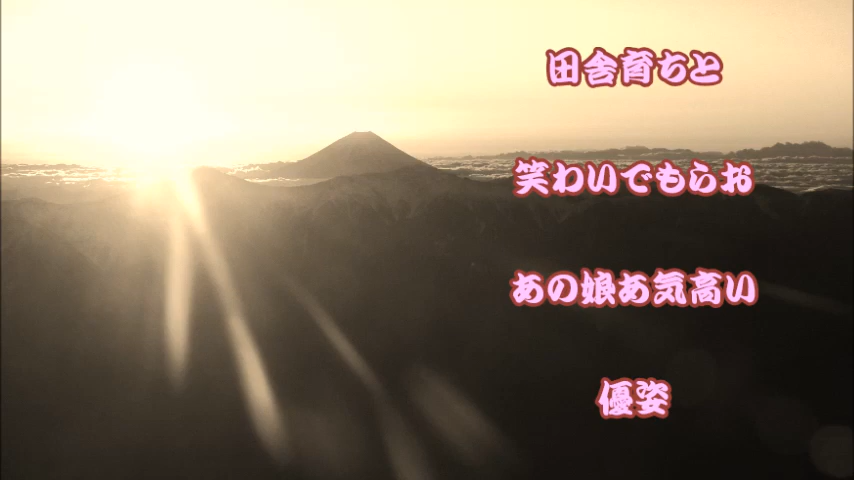 田舎育ちと
笑わいでもらお
あの娘あ気高い
優姿